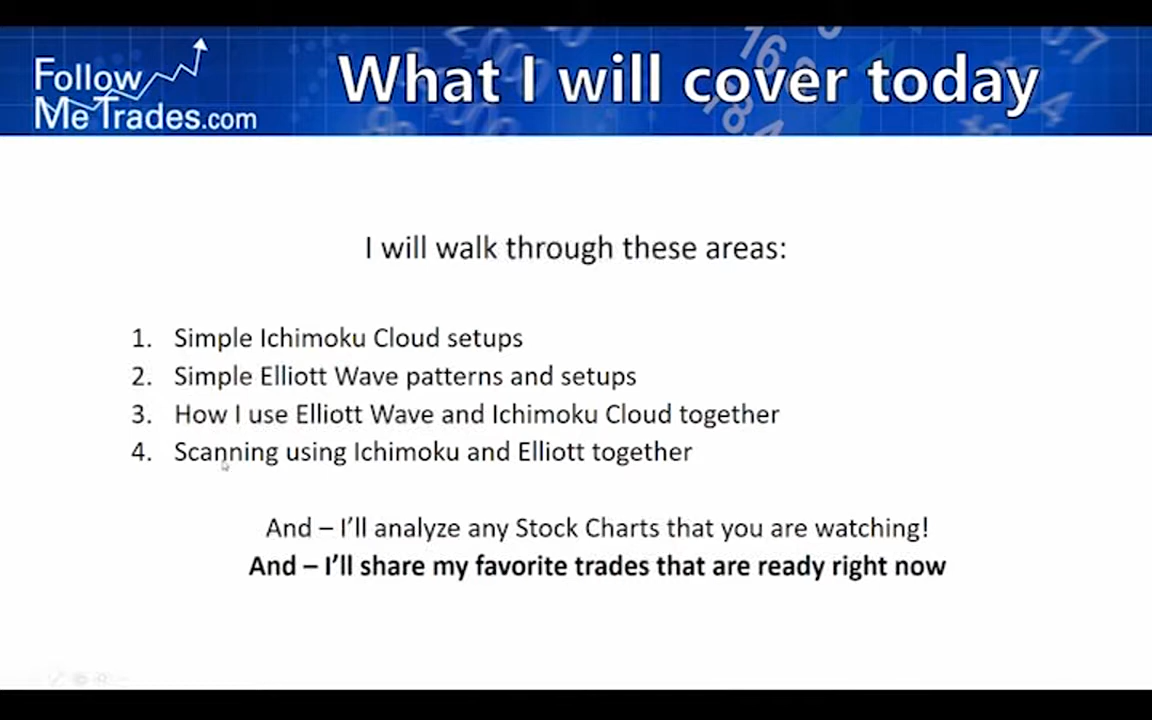 Follow
MeTrades.com
What I will cover today
I will walk through these areas:
1. Simple Ichimoku Cloud setups
2. Simple Elliott Wave patterns and setups
3. How I use Elliott Wave and Ichimoku Cloud together
4. Scanning using Ichimoku and Elliott together
And – I’ll analyze any Stock Charts that you are watching!
And – I’ll share my favorite trades that are ready right now